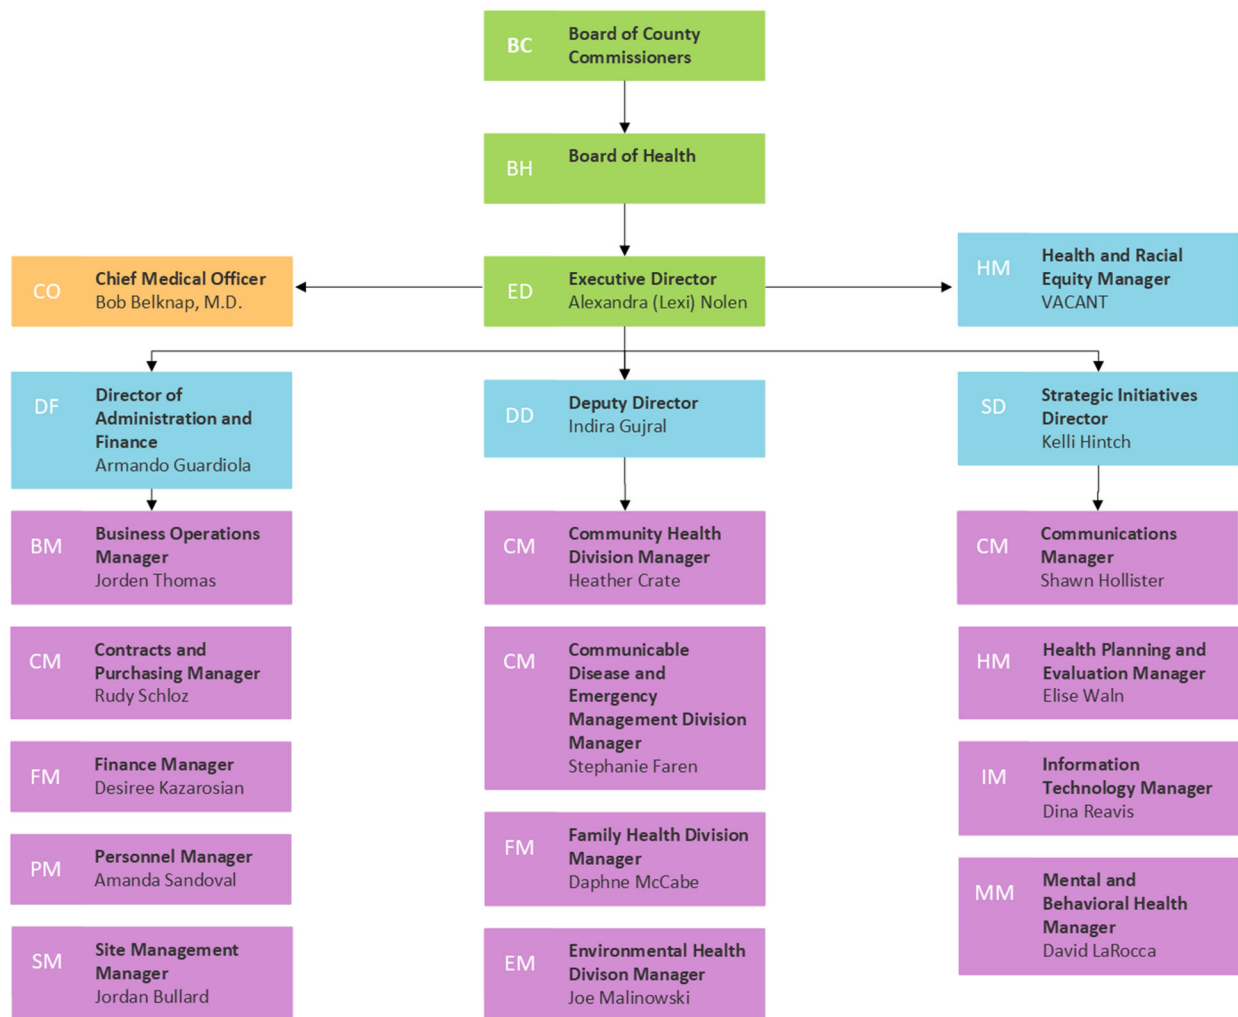 BC
Board of County
Commissioners
BH
Board of Health
CO
Chief Medical Officer
Bob Belknap, M.D.
ED
Executive Director
Alexandra (Lexi) Nolen
HM
Health and Racial
Equity Manager
VACANT
DF
Director of
Administration and
Finance
Armando Guardiola
DD
Deputy Director
Indira Gujral
SD
Strategic Initiatives
Director
Kelli Hintch
BM
Business Operations
Manager
Jorden Thomas
CM
Contracts and
Purchasing Manager
Rudy Schloz
FM
Finance Manager
Desiree Kazarosian
PM
Personnel Manager
Amanda Sandoval
SM
Site Management
Manager
Jordan Bullard
CM
Community Health
Division Manager
Heather Crate
CM
Communicable
Disease and
Emergency
Management Division
Manager
Stephanie Faren
FM
Family Health Division
Manager
Daphne McCabe
EM
Environmental Health
Divison Manager
Joe Malinowski
CM
Communications
Manager
Shawn Hollister
HM
Health Planning and
Evaluation Manager
Elise Waln
IM
Information
Technology Manager
Dina Reavis
MM
Mental and
Behavioral Health
Manager
David LaRocca